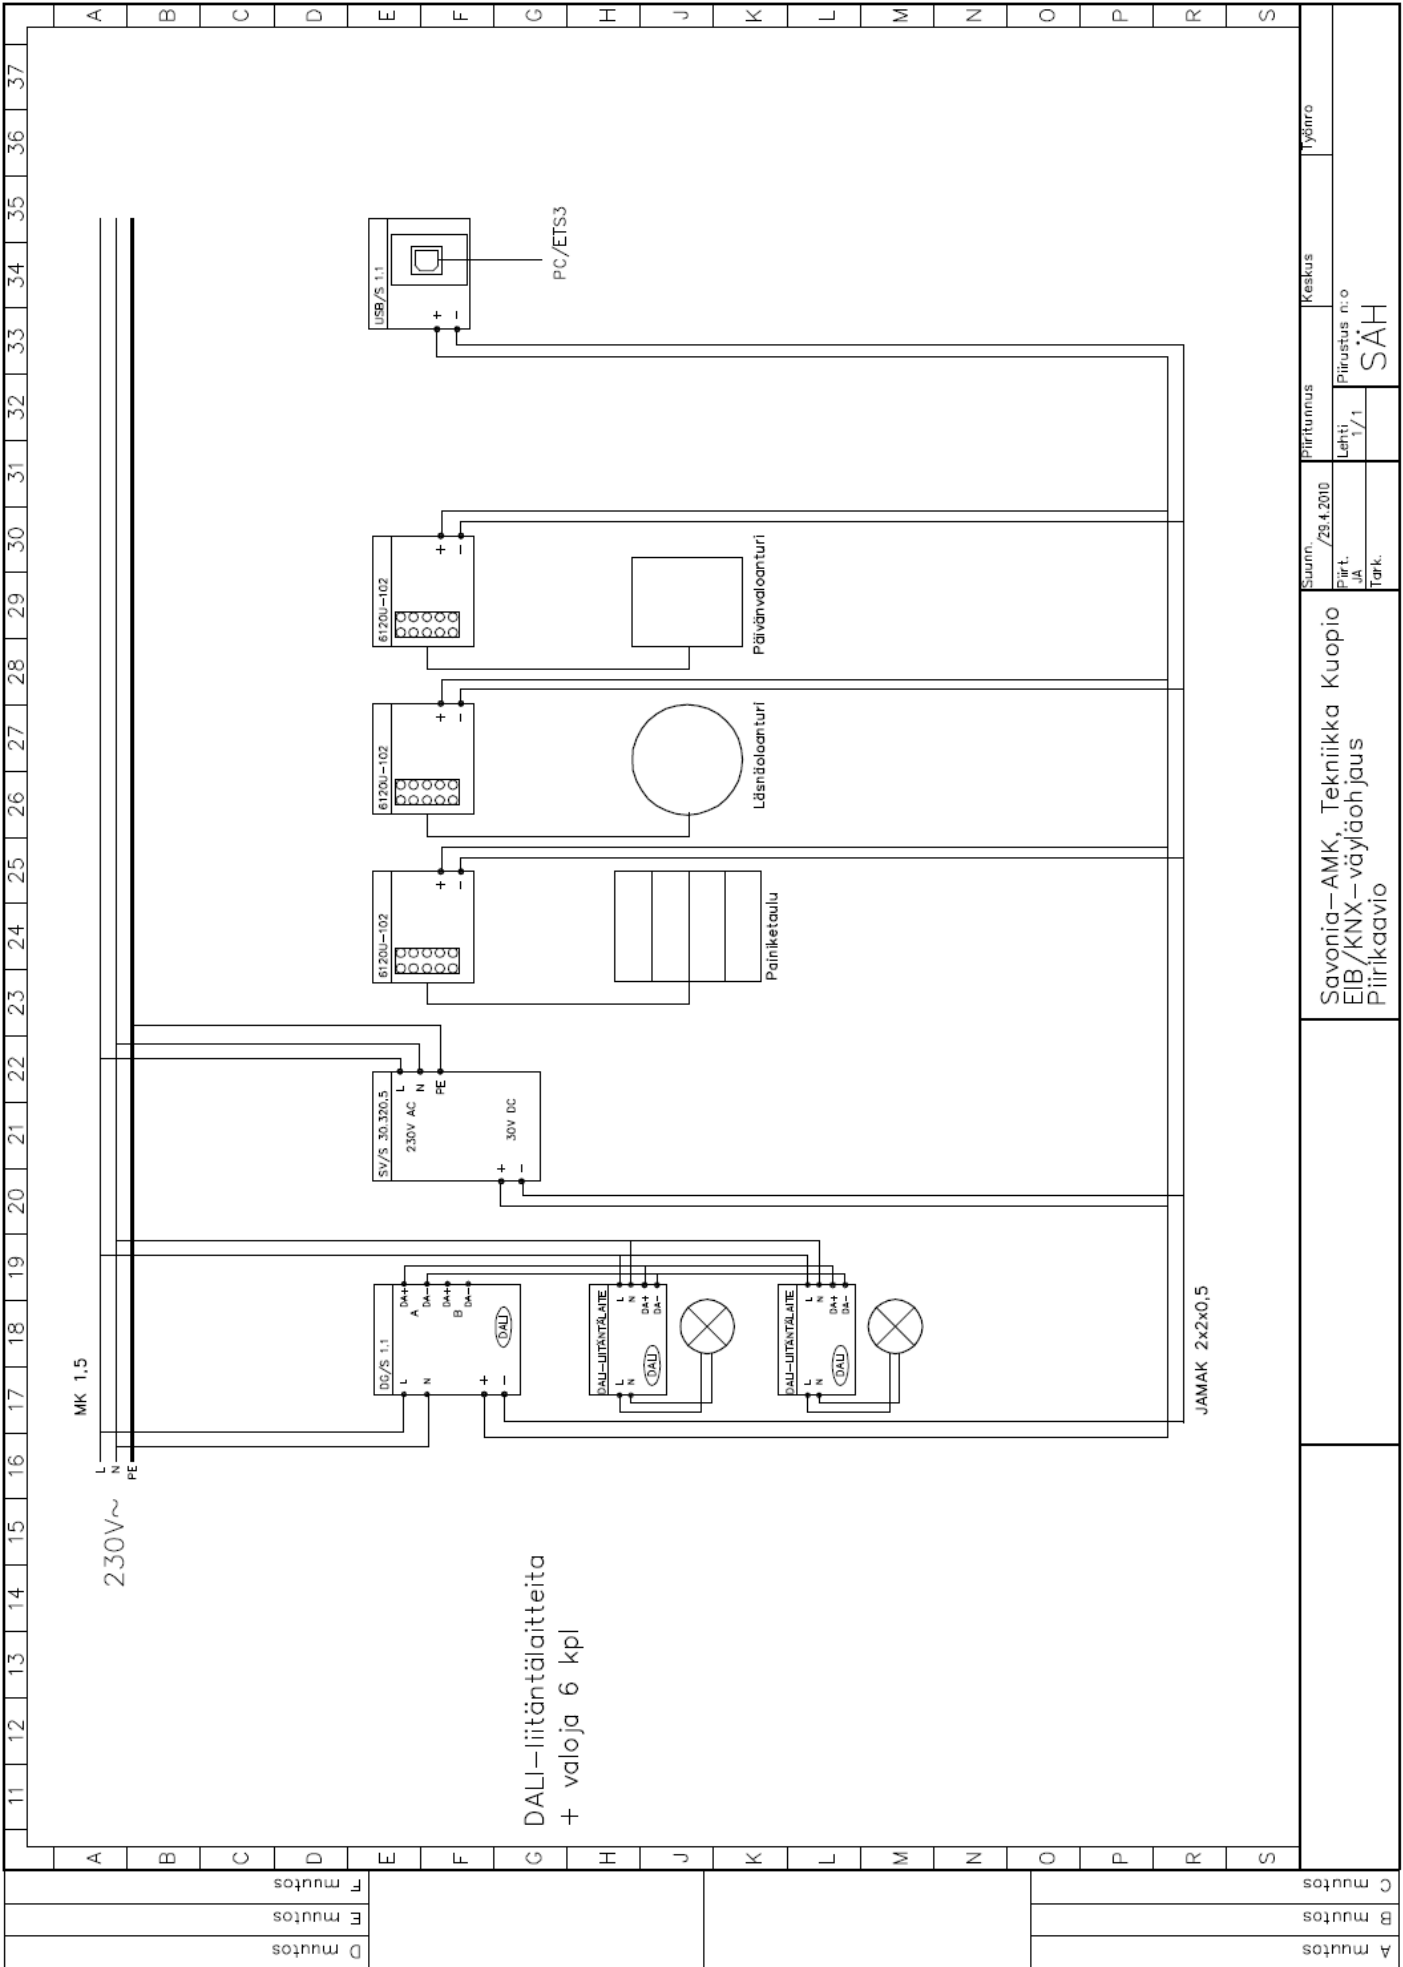 A B C D E F G H J K L M N O P R S
11 12 13 14 15 16 17 18 19 20 21 22 23 24 25 26 27 28 29 30 31 32 33 34 35 36 37
MK 1,5
230V~
L
N
PE
DALI-liitäntälaitteita
+ valoja 6 kpl
DG/S 1.1
L
N
+
-
DA+
A
DA-
DA+
B
DA-
DALI
DALI-LIITÄNTÄLAITE
L
N
L
N
DA+
DA-
DALI
DALI-LIITÄNTÄLAITE
L
N
L
N
DA+
DA-
DALI
SV/S 30.320.5
L
N
PE
230V AC
30V DC
+
-
6120U-102
+
-
Painiketaulu
6120U-102
+
-
Läsnäoloanturi
6120U-102
+
-
Päivänvaloanturi
USB/S 1.1
+
-
PC/ETS3
JAMAK 2x2x0,5
A B C D E F G H J K L M N O P R S
Savonia-AMK, Tekniikka Kuopio
EIB/KNX-väyläohjaus
Piirikaavio
Suunn.
/29.4.2010
Piirt.
JA
Tark.
Piiritunnus
Keskus
Työnro
Lehti
1/1
Piirustus n:o
SÄH
A muutos
B muutos
C muutos
D muutos
E muutos
F muutos